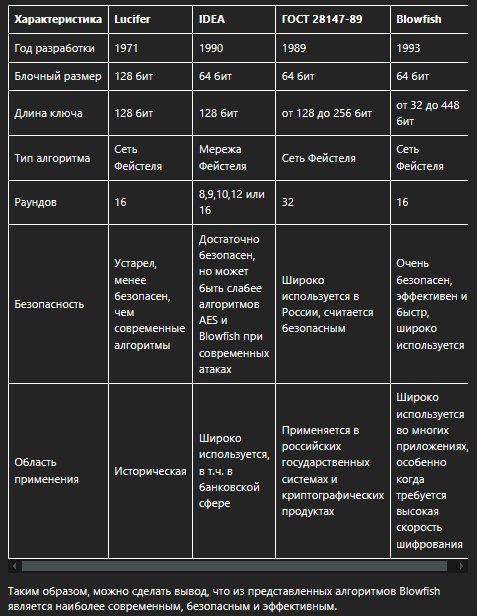 Характеристика Lucifer IDEA ГОСТ 28147-89 Blowfish
Год разработки 1971 1990 1989 1993
Блочный размер 128 бит 64 бит 64 бит 64 бит
Длина ключа 128 бит 128 бит от 128 до 256 бит от 32 до 448
бит
Тип алгоритма Сеть
Фейстеля Мережа
Фейстеля Сеть Фейстеля Сеть
Фейстеля
Раундов 16 8,9,10,12 или
16 32 16
Безопасность Устарел,
менее
безопасен,
чем
современные
алгоритмы
Достаточно
безопасен,
но может
быть слабее
алгоритмов
AES и
Blowfish при
современных
атаках
Широко
используется в
России, считается
безопасным
Очень
безопасен,
эффективен и
быстр,
широко
используется
Область
применения
Историческая
Широко
используется,
в т.ч. в
банковской
сфере
Применяется в
российских
государственных
системах и
криптографических
продуктах
Широко
используется
во многих
приложениях,
особенно
когда
требуется
высокая
скорость
шифрования
Таким образом, можно сделать вывод, что из представленных алгоритмов Blowfish
является наиболее современным, безопасным и эффективным.